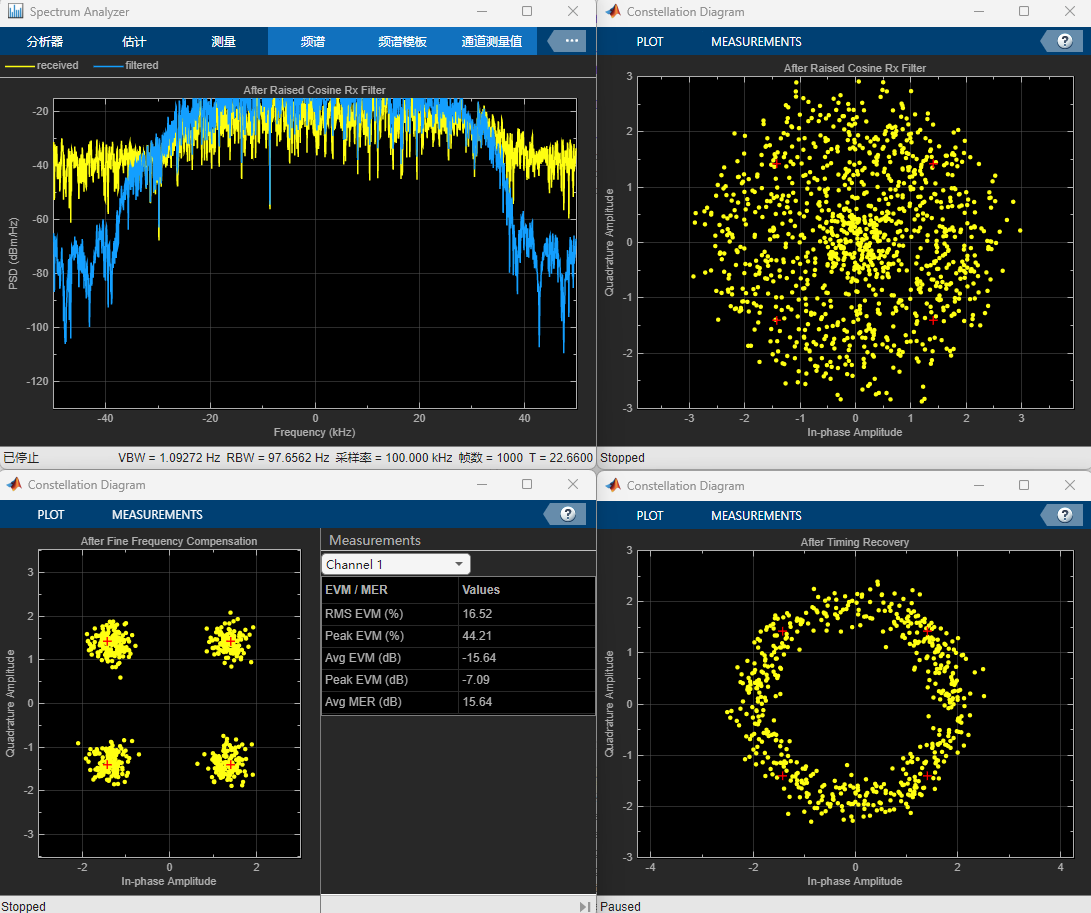 Spectrum Analyzer
分析器 估计 测量 频谱 频谱模板 通道测量值 ...
received filtered
After Raised Cosine Rx Filter
-20
-40
-60
-80
-100
-120
PSD (dBm/Hz)
-40 -20 0 20 40
Frequency (kHz)
已停止 VBW = 1.09272 Hz RBW = 97.6562 Hz 采样率 = 100.000 kHz 帧数 = 1000 T = 22.6600
Constellation Diagram
PLOT MEASUREMENTS ?
After Raised Cosine Rx Filter
3
2
1
0
-1
-2
-3
Quadrature Amplitude
-3 -2 -1 0 1 2 3
In-phase Amplitude
Stopped
Constellation Diagram
PLOT MEASUREMENTS ?
After Fine Frequency Compensation
3
2
1
0
-1
-2
-3
Quadrature Amplitude
-2 0 2
In-phase Amplitude
Measurements
Channel 1
EVM / MER Values
RMS EVM (%) 16.52
Peak EVM (%) 44.21
Avg EVM (dB) -15.64
Peak EVM (dB) -7.09
Avg MER (dB) 15.64
Stopped
Constellation Diagram
PLOT MEASUREMENTS ?
After Timing Recovery
3
2
1
0
-1
-2
-3
Quadrature Amplitude
-4 -2 0 2 4
In-phase Amplitude
Paused